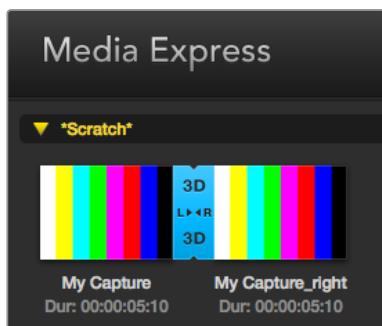 Media Express
*Scratch*
3D
L R
3D
My Capture
My Capture_right
Dur: 00:00:05:10
Dur: 00:00:05:10